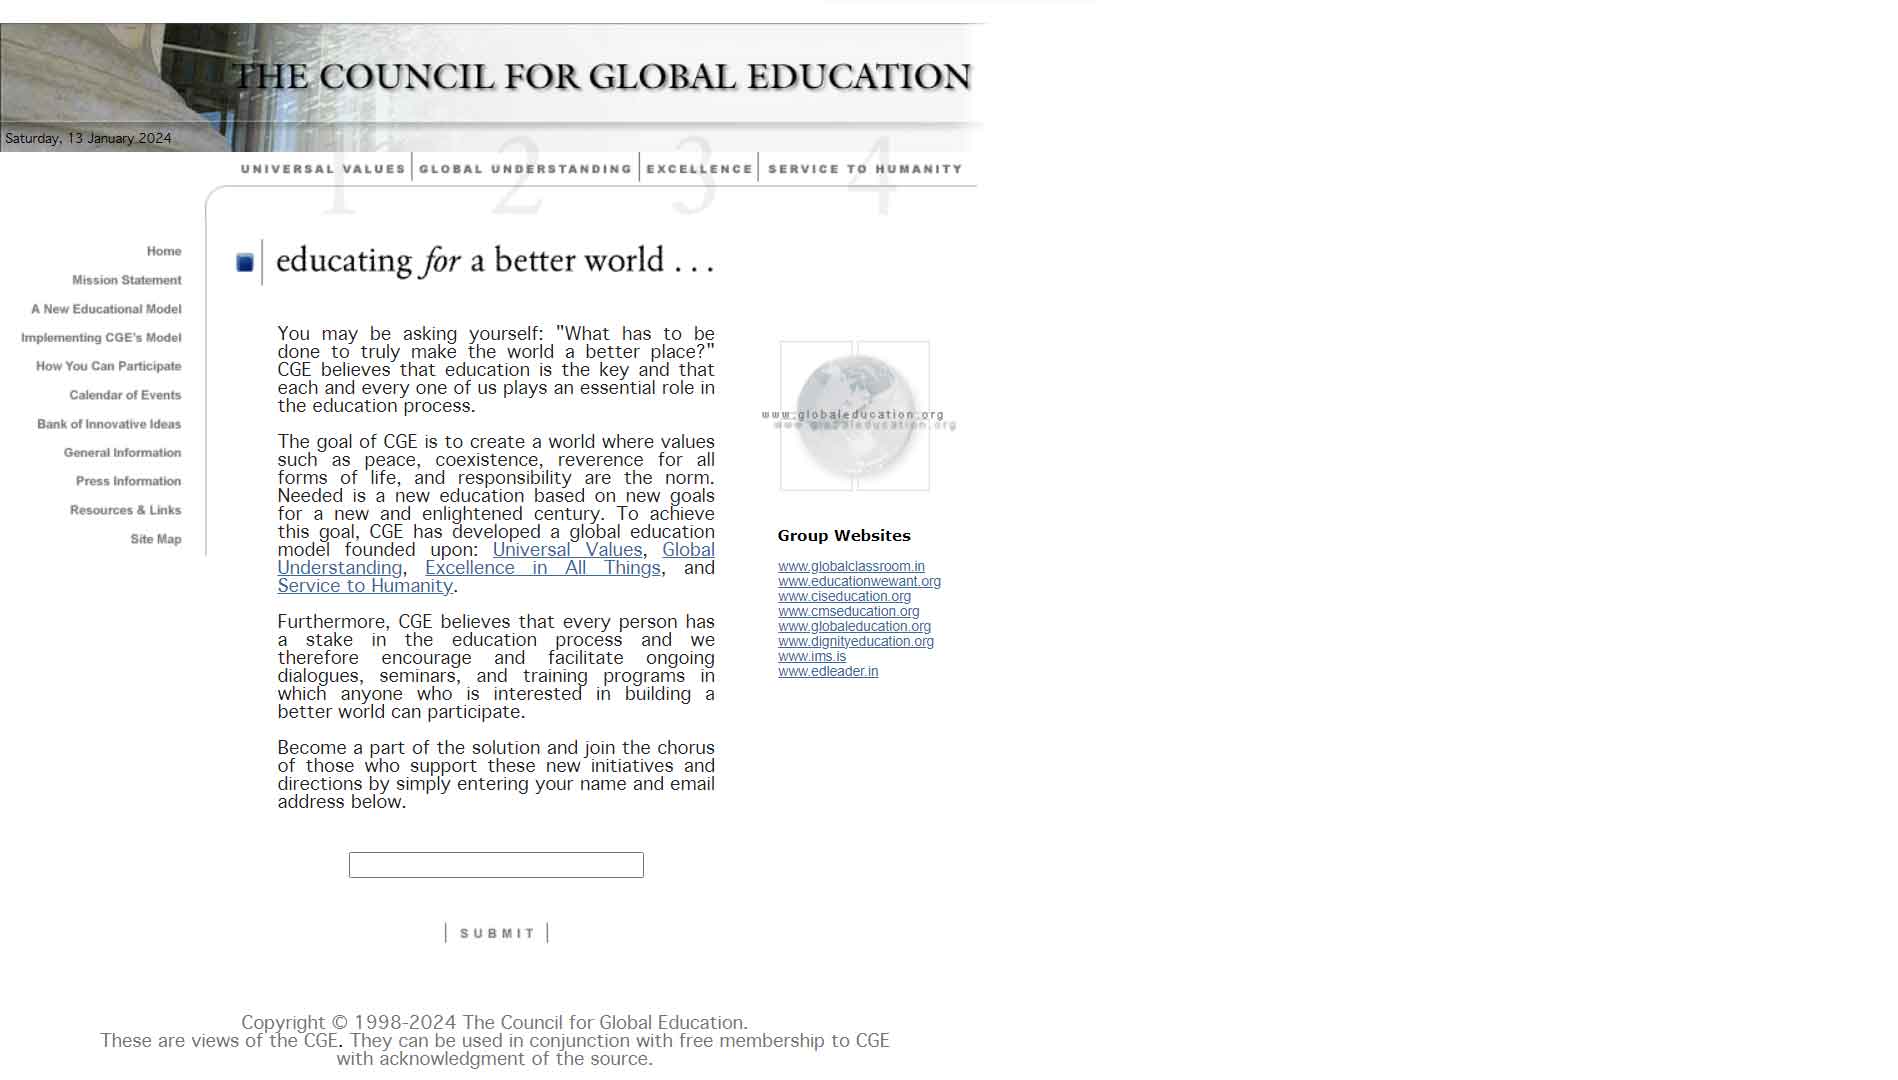 THE COUNCIL FOR GLOBAL EDUCATION
Saturday, 13 January 2024
1 2 3 4
UNIVERSAL VALUES GLOBAL UNDERSTANDING EXCELLENCE SERVICE TO HUMANITY
Home
Mission Statement
A New Educational Model
Implementing CGE's Model
How You Can Participate
Calendar of Events
Bank of Innovative Ideas
General Information
Press Information
Resources & Links
Site Map
educating for a better world . . .
You may be asking yourself: "What has to be
done to truly make the world a better place?"
CGE believes that education is the key and that
each and every one of us plays an essential role in
the education process.
The goal of CGE is to create a world where values
such as peace, coexistence, reverence for all
forms of life, and responsibility are the norm.
Needed is a new education based on new goals
for a new and enlightened century. To achieve
this goal, CGE has developed a global education
model founded upon: Universal Values, Global
Understanding, Excellence in All Things, and
Service to Humanity.
Furthermore, CGE believes that every person has
a stake in the education process and we
therefore encourage and facilitate ongoing
dialogues, seminars, and training programs in
which anyone who is interested in building a
better world can participate.
Become a part of the solution and join the chorus
of those who support these new initiatives and
directions by simply entering your name and email
address below.
SUBMIT
www.globaleducation.org
www.globaleducation.org
Group Websites
www.globalclassroom.in
www.educationwewant.org
www.ciseducation.org
www.cmseducation.org
www.globaleducation.org
www.dignityeducation.org
www.ims.is
www.edleader.in
Copyright © 1998-2024 The Council for Global Education.
These are views of the CGE. They can be used in conjunction with free membership to CGE
with acknowledgment of the source.